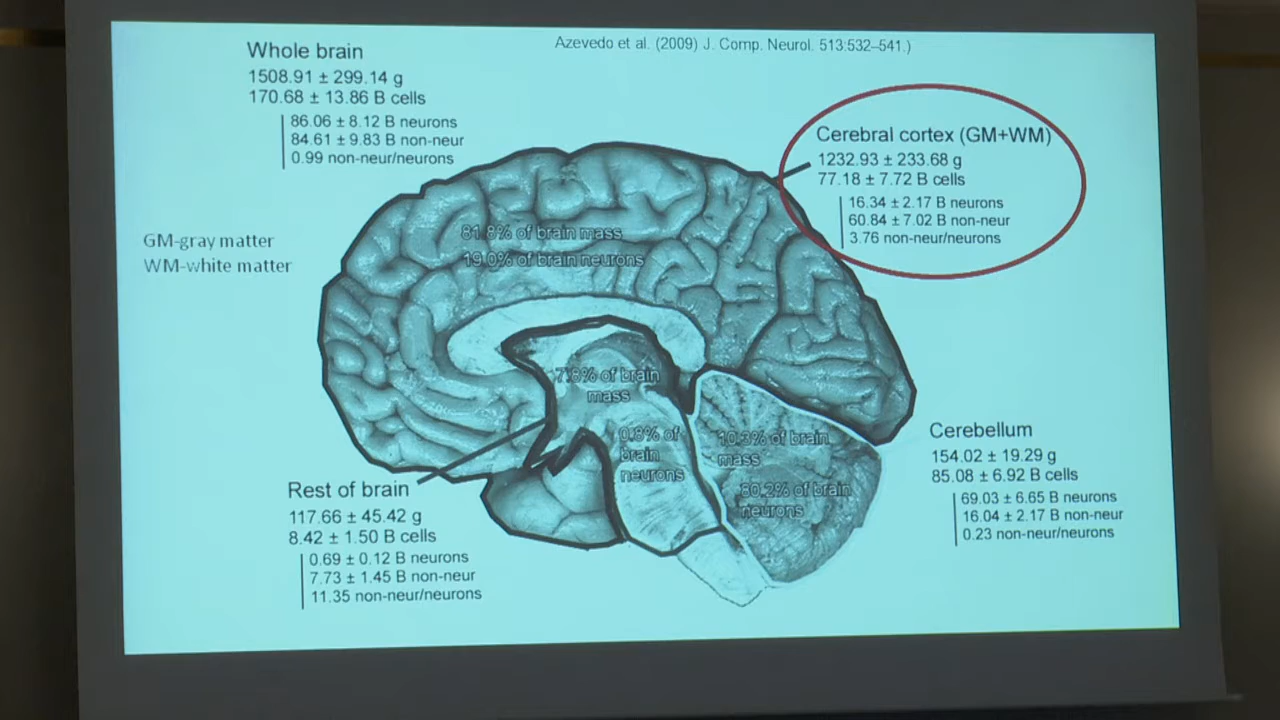 Azevedo et al. (2009) J. Comp. Neurol. 513:532–541.)
Whole brain
1508.91 ± 299.14 g
170.68 ± 13.86 B cells
86.06 ± 8.12 B neurons
84.61 ± 9.83 B non-neur
0.99 non-neur/neurons
Cerebral cortex (GM+WM)
1232.93 ± 233.68 g
77.18 ± 7.72 B cells
16.34 ± 2.17 B neurons
60.84 ± 7.02 B non-neur
3.76 non-neur/neurons
GM-gray matter
WM-white matter
81.8% of brain mass
19.0% of brain neurons
7.8% of brain
mass
0.8% of
brain
neurons
10.3% of brain
mass
80.2% of brain
neurons
Cerebellum
154.02 ± 19.29 g
85.08 ± 6.92 B cells
69.03 ± 6.65 B neurons
16.04 ± 2.17 B non-neur
0.23 non-neur/neurons
Rest of brain
117.66 ± 45.42 g
8.42 ± 1.50 B cells
0.69 ± 0.12 B neurons
7.73 ± 1.45 B non-neur
11.35 non-neur/neurons